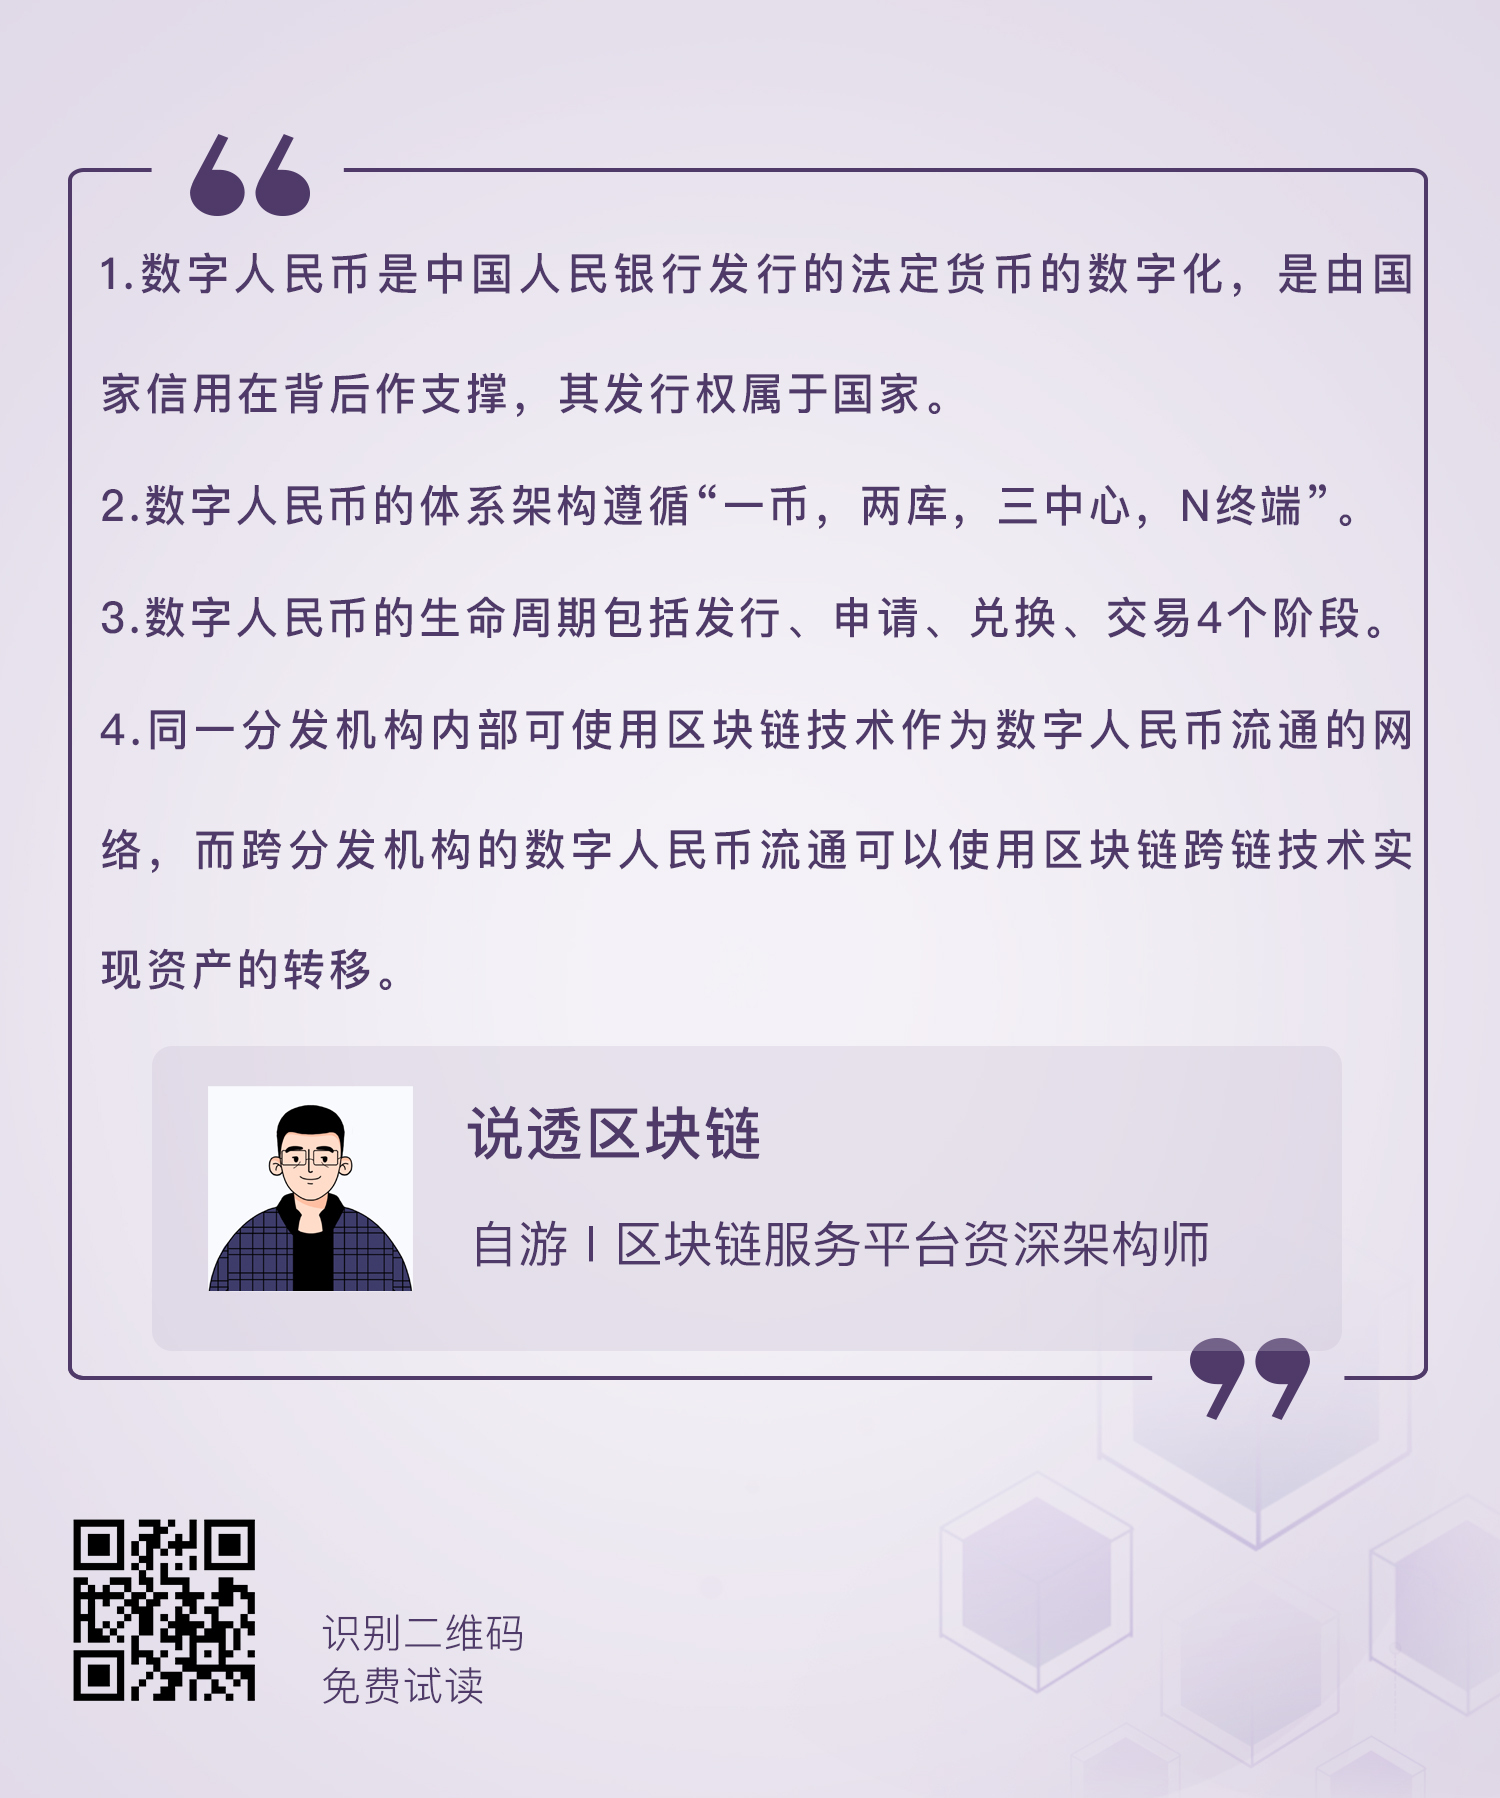 1.数字人民币是中国人民银行发行的法定货币的数字化，是由国
家信用在背后作支撑，其发行权属于国家。
2.数字人民币的体系架构遵循“一币，两库，三中心，N终端”。
3.数字人民币的生命周期包括发行、申请、兑换、交易4个阶段。
4.同一分发机构内部可使用区块链技术作为数字人民币流通的网
络，而跨分发机构的数字人民币流通可以使用区块链跨链技术实
现资产的转移。
说透区块链
自游 | 区块链服务平台资深架构师
识别二维码
免费试读